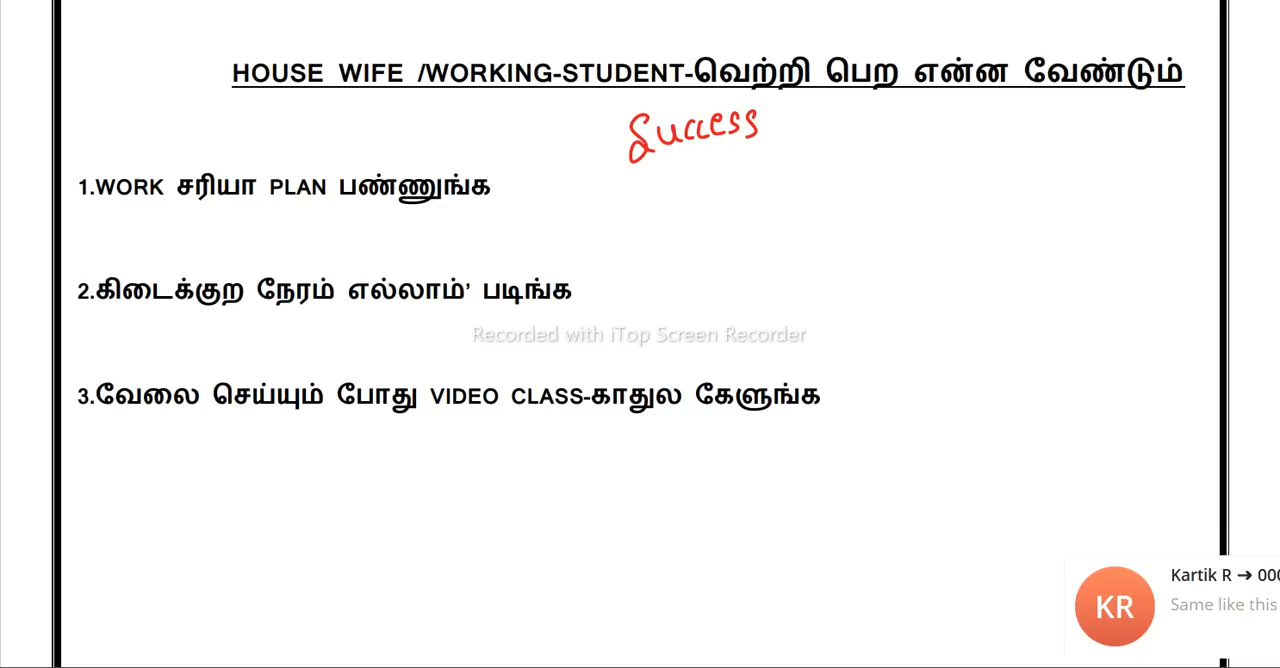 HOUSE WIFE /WORKING-STUDENT-வெற்றி பெற என்ன வேண்டும்
Success
1.WORK சரியா PLAN பண்ணுங்க
2.கிடைக்குற நேரம் எல்லாம்’ படிங்க
Recorded with iTop Screen Recorder
3.வேலை செய்யும் போது VIDEO CLASS-காதுல கேளுங்க
Kartik R ➔ 000
KR
Same like this